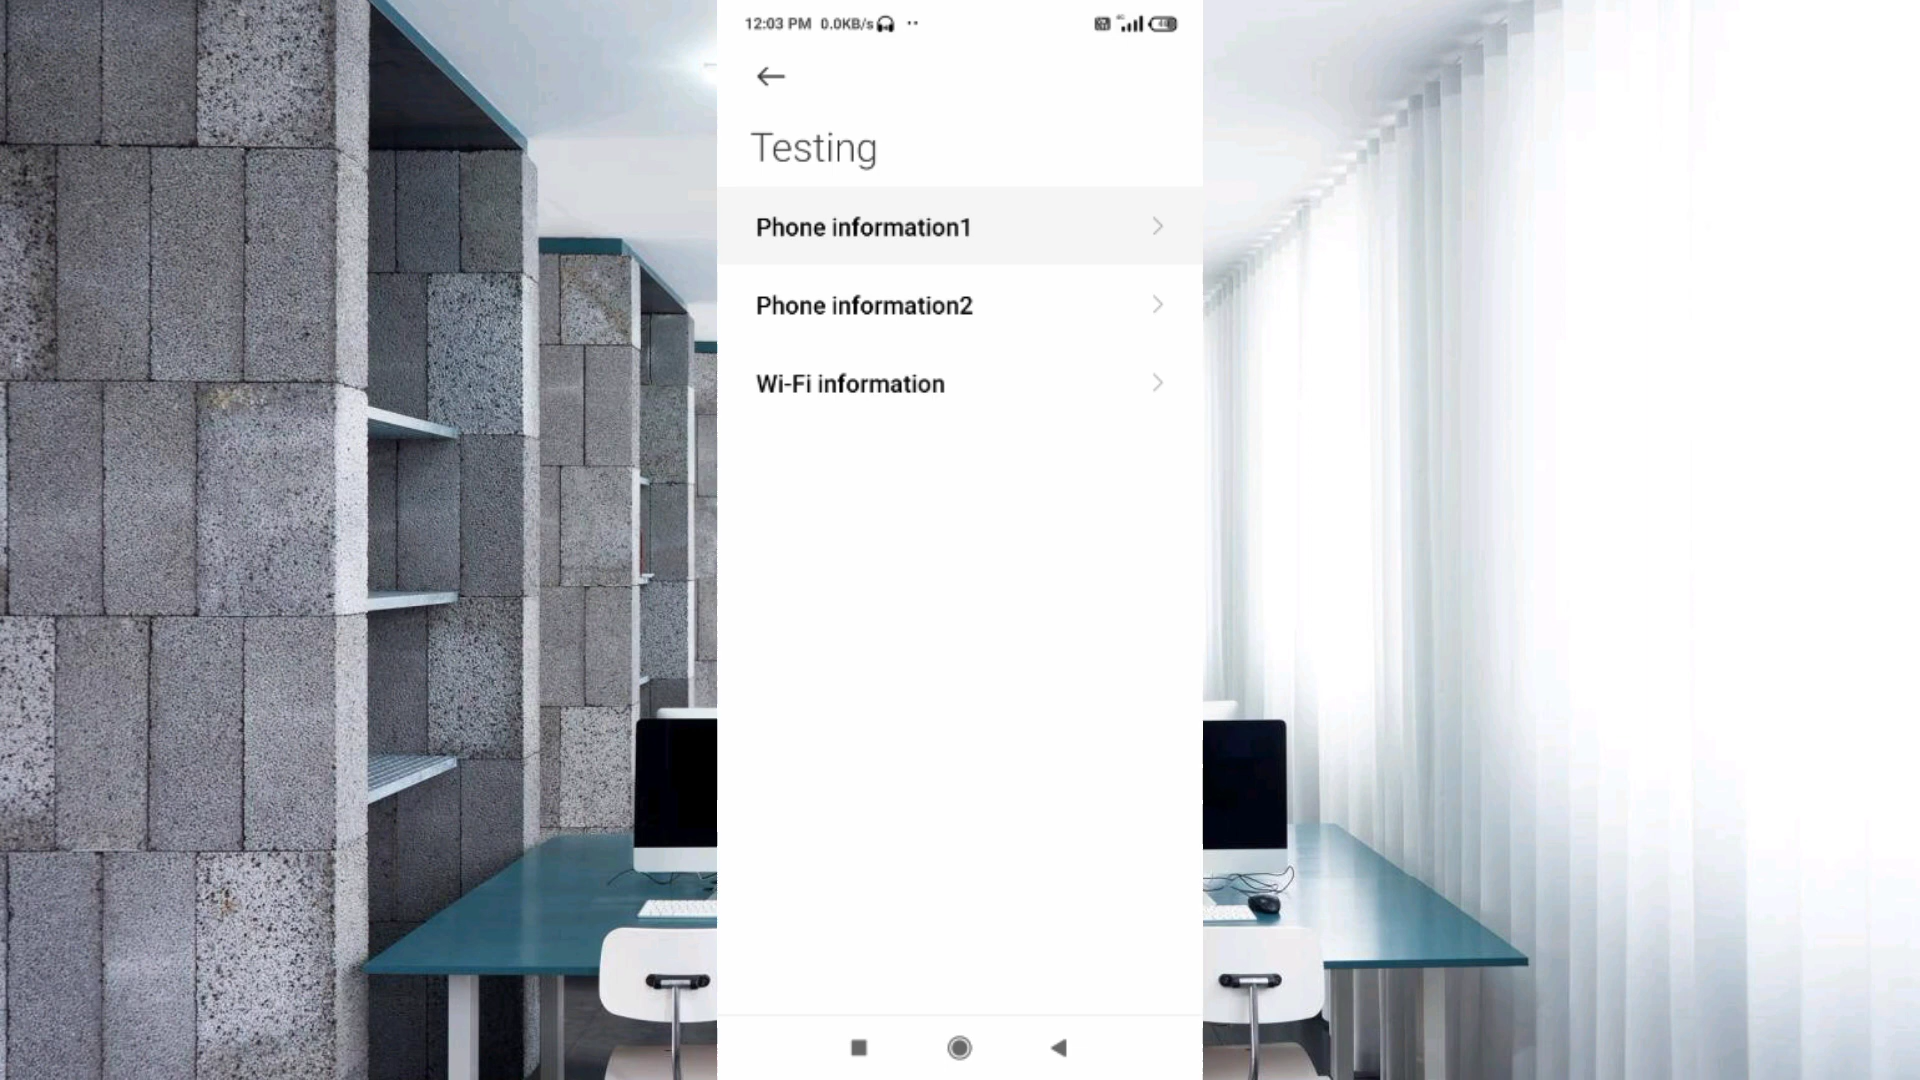 12:03 PM 0.0KB/s
Testing
Phone information1
Phone information2
Wi-Fi information